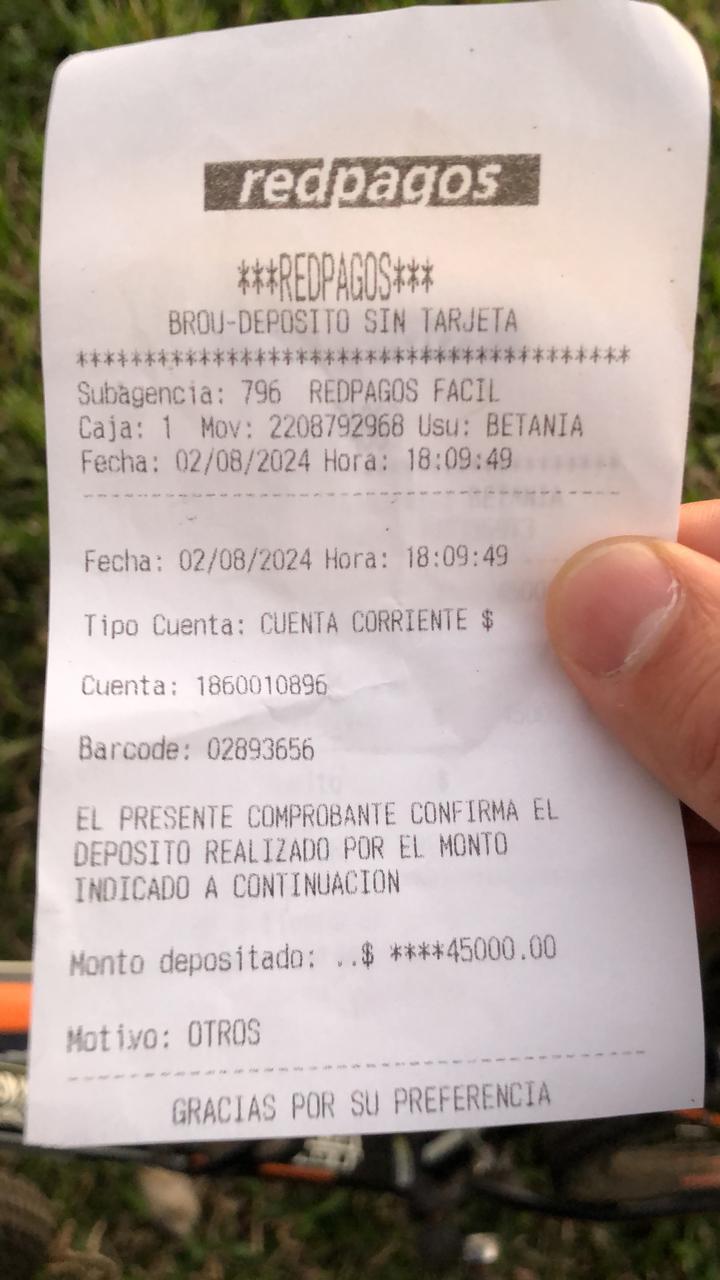 redpagos
***REDPAGOS***
BROU-DEPOSITO SIN TARJETA
*****************************************
Subagencia: 796 REDPAGOS FACIL
Caja: 1 Mov: 2208792968 Usu: BETANIA
Fecha: 02/08/2024 Hora: 18:09:49
----------------------------------------
Fecha: 02/08/2024 Hora: 18:09:49
Tipo Cuenta: CUENTA CORRIENTE $
Cuenta: 1860010896
Barcode: 02893656
EL PRESENTE COMPROBANTE CONFIRMA EL
DEPOSITO REALIZADO POR EL MONTO
INDICADO A CONTINUACION
Monto depositado: ..$ ****45000.00
Motivo: OTROS
----------------------------------------
GRACIAS POR SU PREFERENCIA